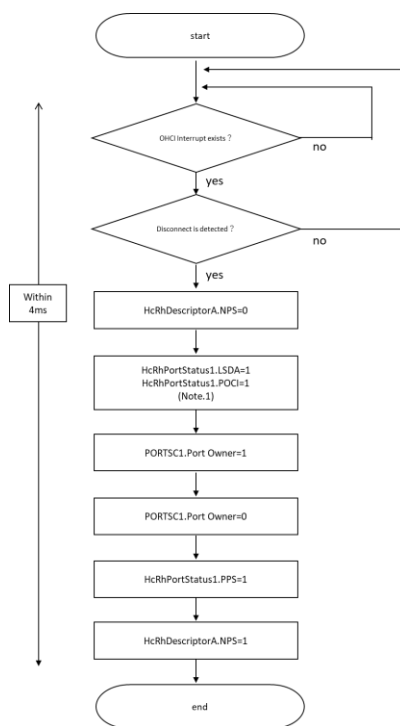 start
OHCI Interrupt exists？
no
yes
Disconnect is detected？
no
yes
Within
4ms
HcRhDescriptorA.NPS=0
HcRhPortStatus1.LSDA=1
HcRhPortStatus1.POCI=1
(Note.1)
PORTSC1.Port Owner=1
PORTSC1.Port Owner=0
HcRhPortStatus1.PPS=1
HcRhDescriptorA.NPS=1
end